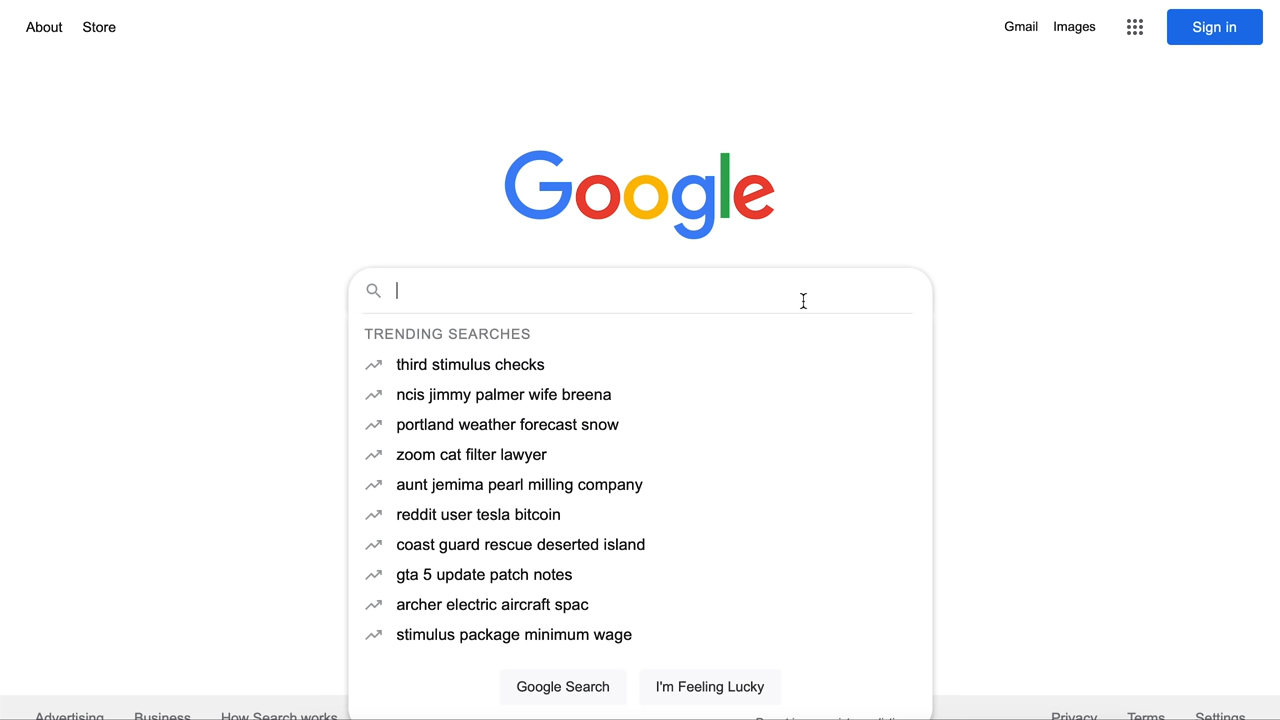 About Store
Gmail Images Sign in
Google
TRENDING SEARCHES
third stimulus checks
ncis jimmy palmer wife breena
portland weather forecast snow
zoom cat filter lawyer
aunt jemima pearl milling company
reddit user tesla bitcoin
coast guard rescue deserted island
gta 5 update patch notes
archer electric aircraft spac
stimulus package minimum wage
Google Search I'm Feeling Lucky
Advertising Business How Search works Privacy Terms Settings